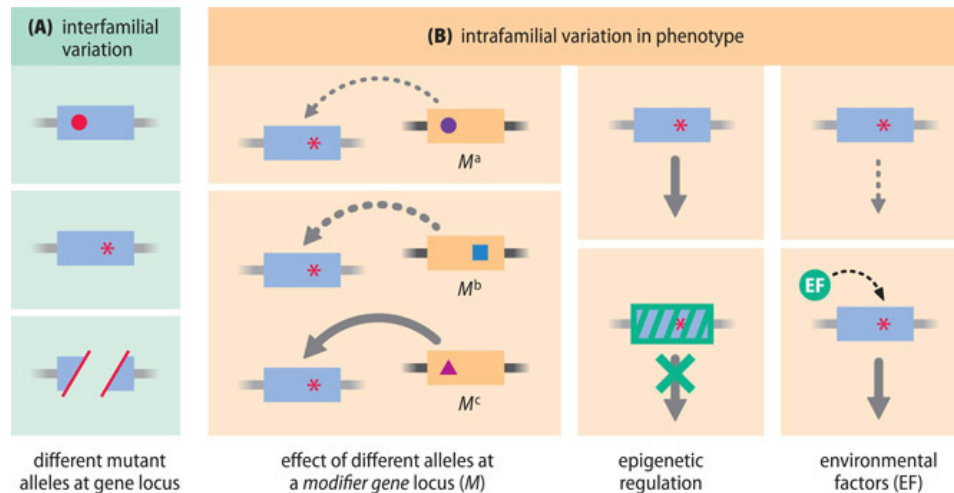 (A) interfamilial
variation
(B) intrafamilial variation in phenotype
*
Mᵃ
*
*
*
Mᵇ
*
Mᶜ
*
*
*
EF
*
different mutant
alleles at gene locus
effect of different alleles at
a modifier gene locus (M)
epigenetic
regulation
environmental
factors (EF)